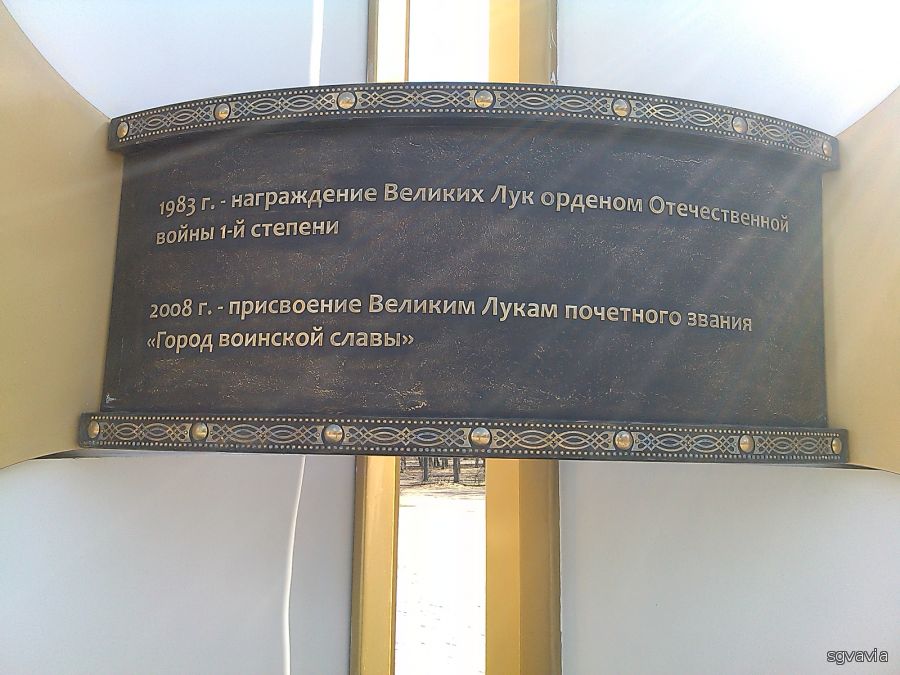 1983 г. - награждение Великих Лук орденом Отечественной
войны 1-й степени
2008 г. - присвоение Великим Лукам почетного звания
«Город воинской славы»
sgvavia